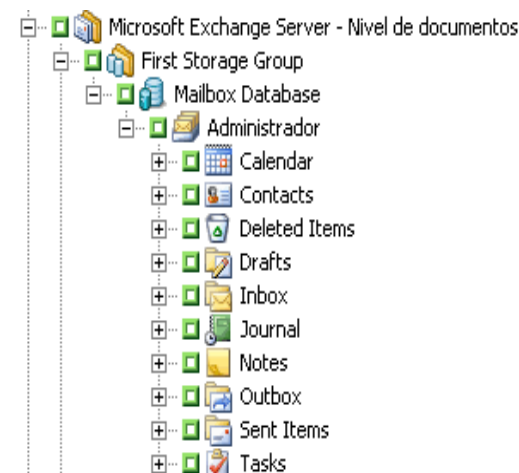 Microsoft Exchange Server - Nivel de documentos
First Storage Group
Mailbox Database
Administrador
Calendar
Contacts
Deleted Items
Drafts
Inbox
Journal
Notes
Outbox
Sent Items
Tasks